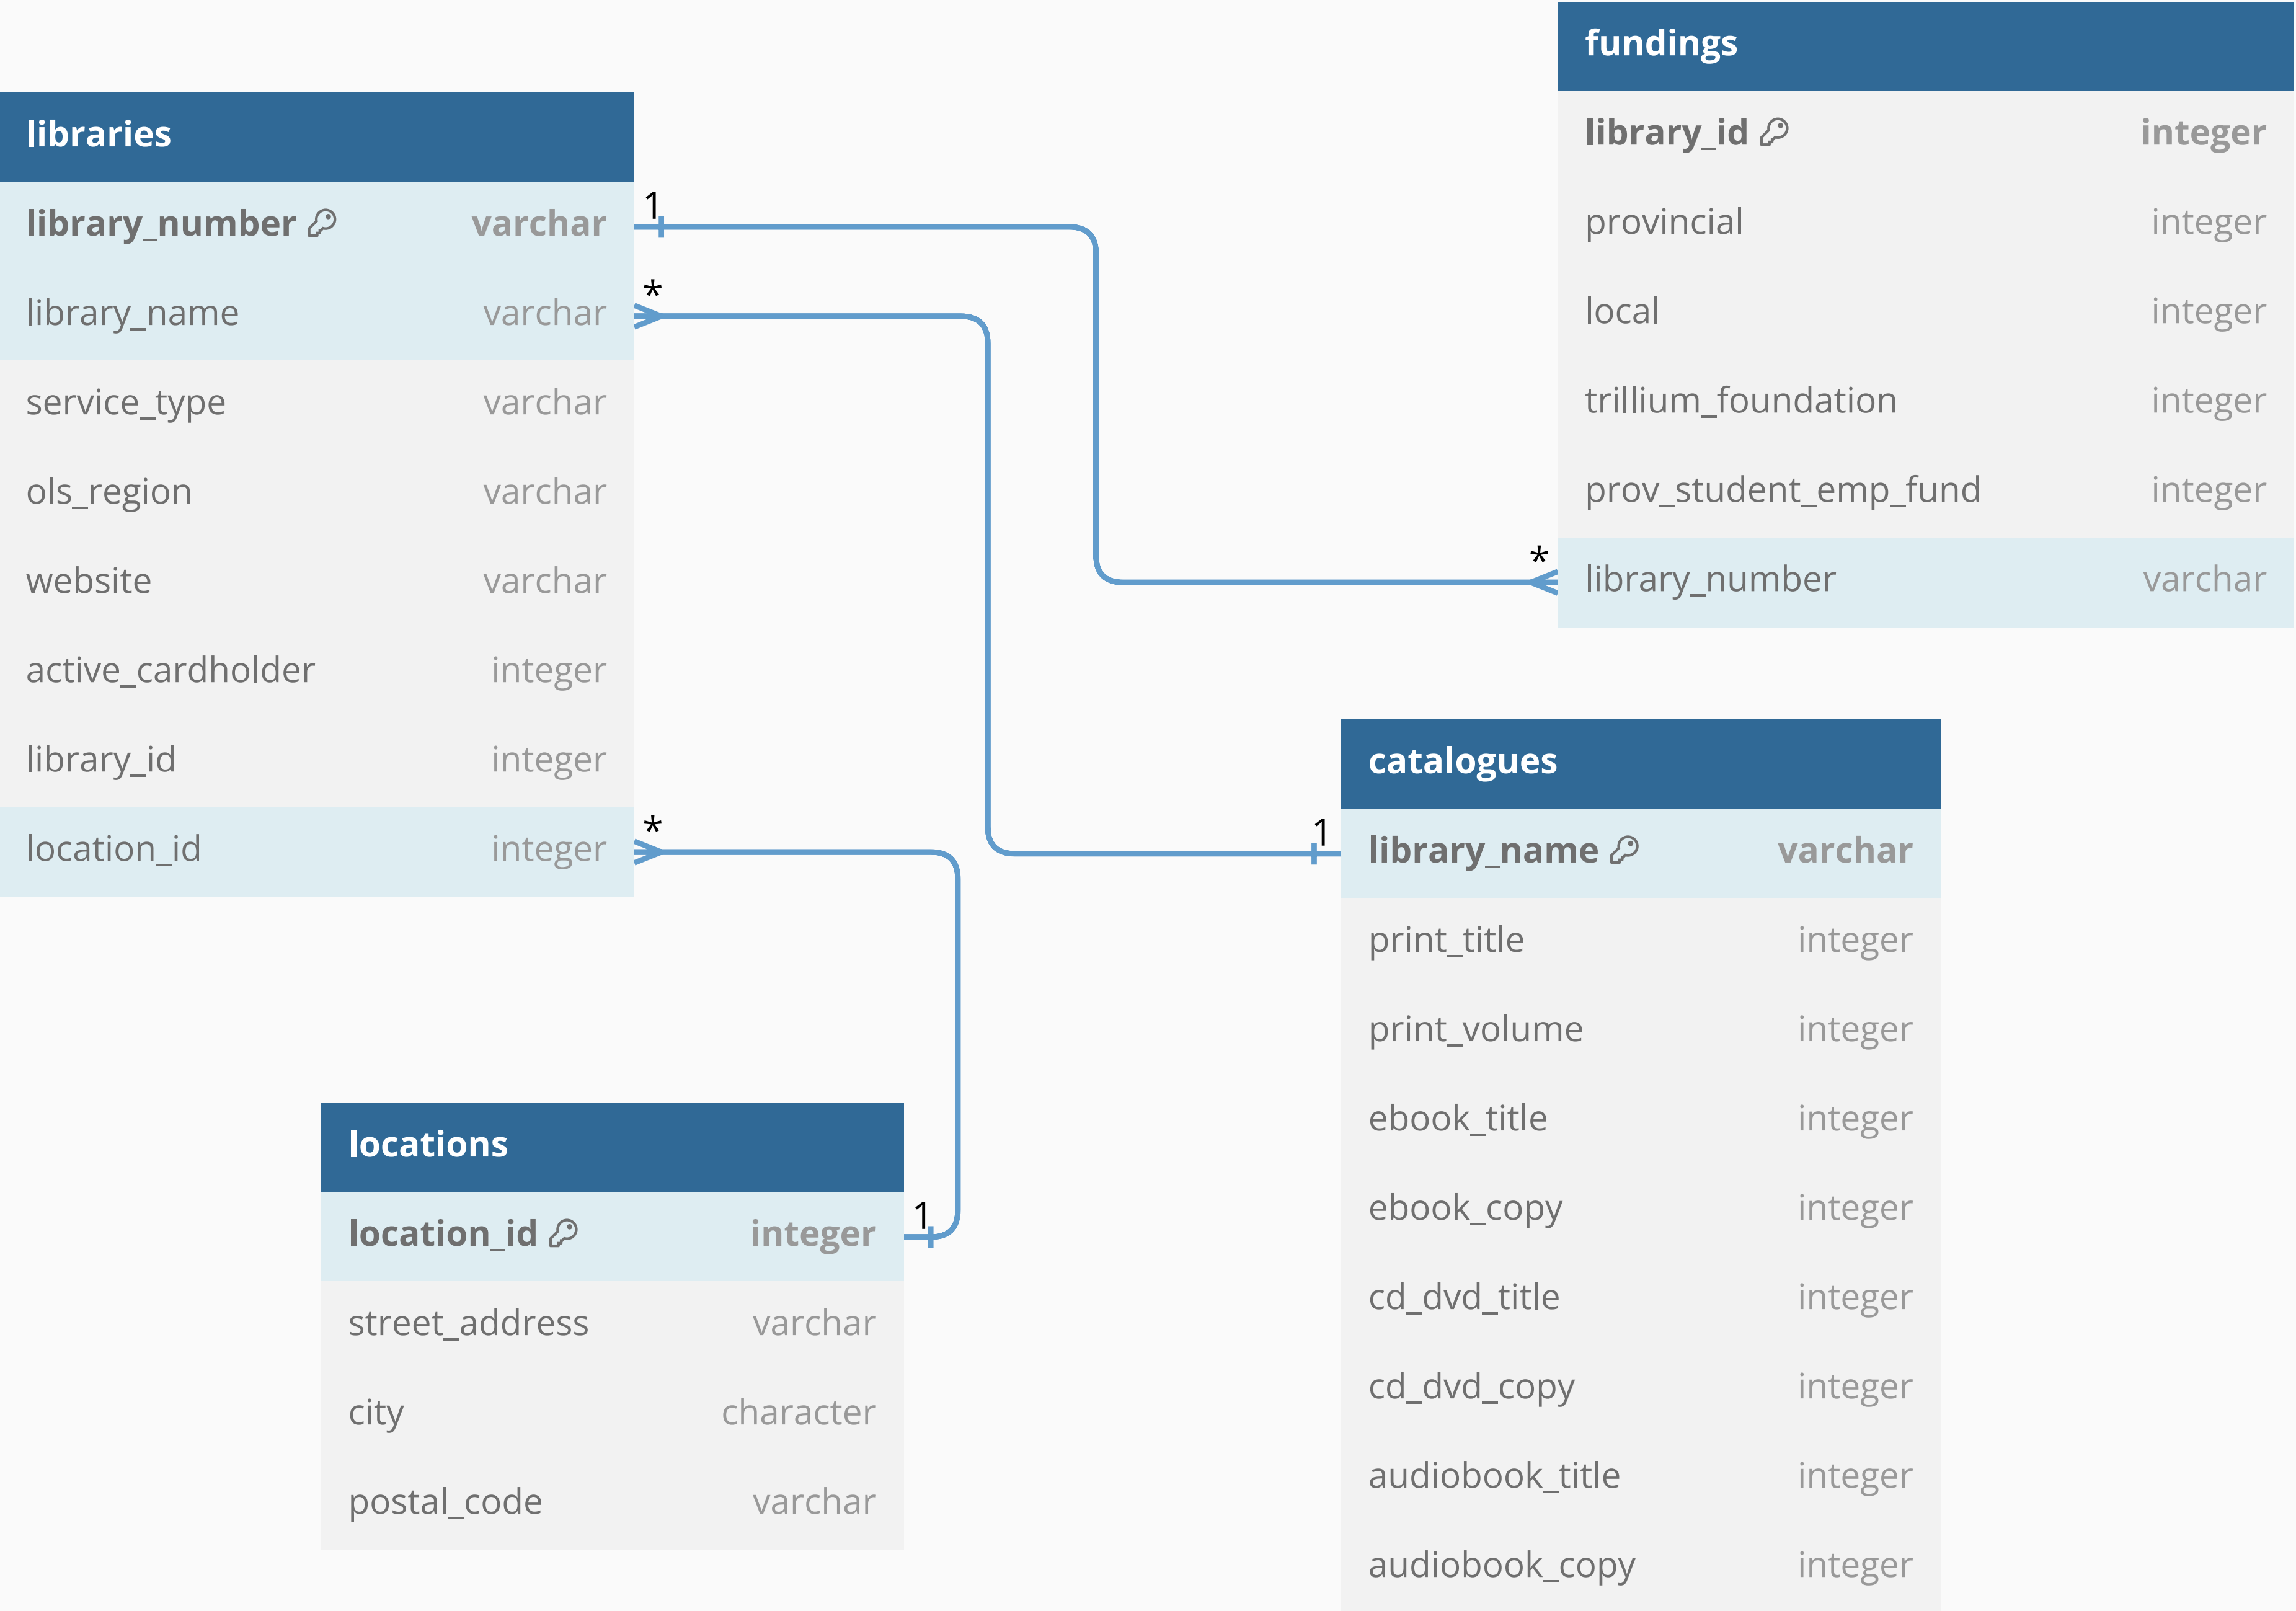 libraries
library_number varchar
library_name varchar
service_type varchar
ols_region varchar
website varchar
active_cardholder integer
library_id integer
location_id integer
1
*
*
fundings
library_id integer
provincial integer
local integer
trillium_foundation integer
prov_student_emp_fund integer
library_number varchar
*
catalogues
library_name varchar
print_title integer
print_volume integer
ebook_title integer
ebook_copy integer
cd_dvd_title integer
cd_dvd_copy integer
audiobook_title integer
audiobook_copy integer
1
locations
location_id integer
street_address varchar
city character
postal_code varchar
1